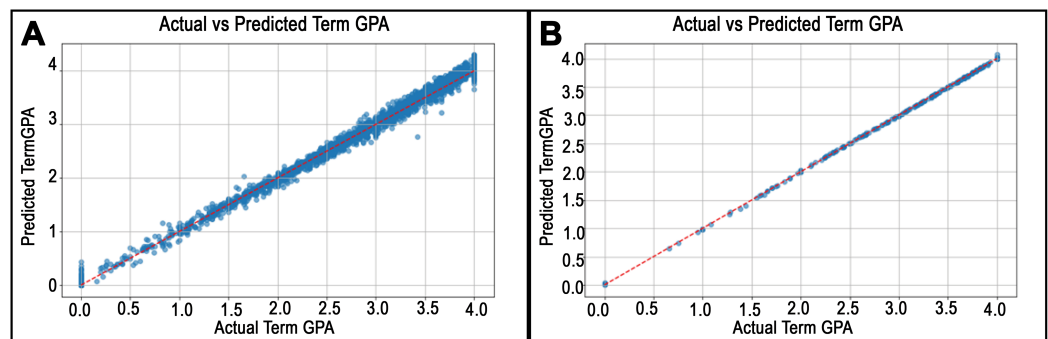 A
Actual vs Predicted Term GPA
Predicted TermGPA
4
3
2
1
0
0.0 0.5 1.0 1.5 2.0 2.5 3.0 3.5 4.0
Actual Term GPA
B
Actual vs Predicted Term GPA
Predicted TermGPA
4.0
3.5
3.0
2.5
2.0
1.5
1.0
0.5
0.0
0.0 0.5 1.0 1.5 2.0 2.5 3.0 3.5 4.0
Actual Term GPA